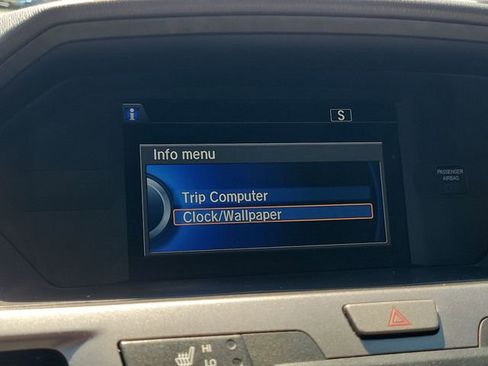 i
S
Info menu
Trip Computer
Clock/Wallpaper
PASSENGER
AIRBAG
HI
LO